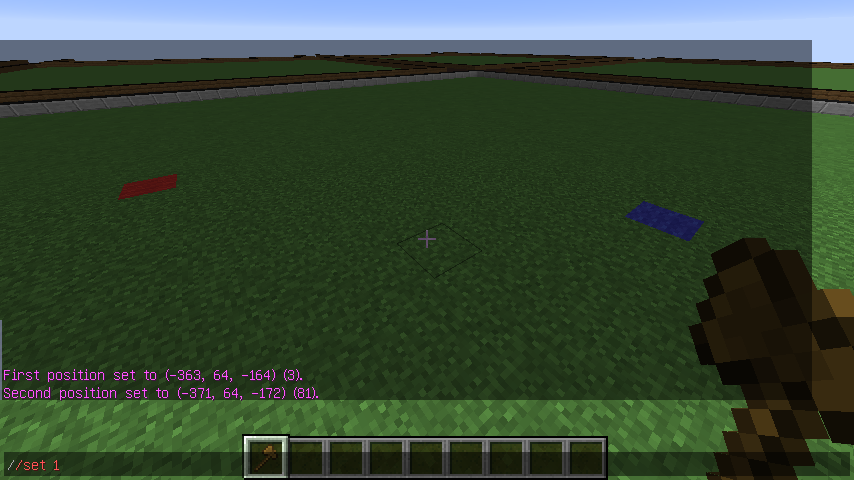 First position set to (-363, 64, -164) (3).
Second position set to (-371, 64, -172) (81).
//set 1